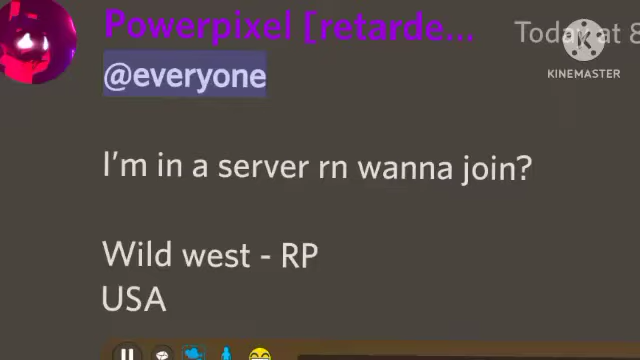 Powerpixel [retarde...
Today at 8
KINEMASTER
@everyone
I'm in a server rn wanna join?
Wild west - RP
USA